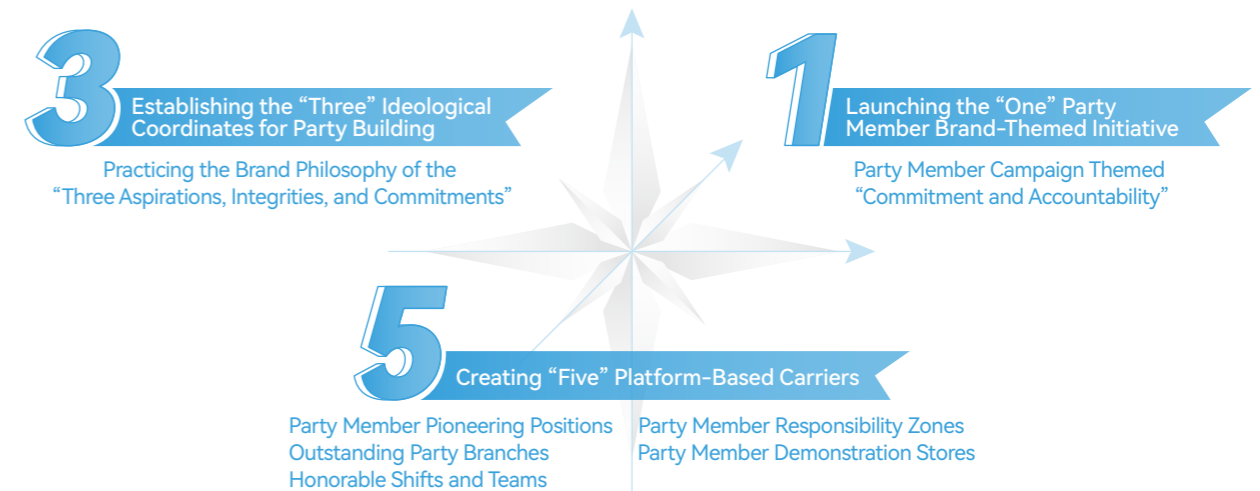 3
Establishing the “Three” Ideological
Coordinates for Party Building
Practicing the Brand Philosophy of the
“Three Aspirations, Integrities, and Commitments”
1
Launching the “One” Party
Member Brand-Themed Initiative
Party Member Campaign Themed
“Commitment and Accountability”
5
Creating “Five” Platform-Based Carriers
Party Member Pioneering Positions
Outstanding Party Branches
Honorable Shifts and Teams
Party Member Responsibility Zones
Party Member Demonstration Stores